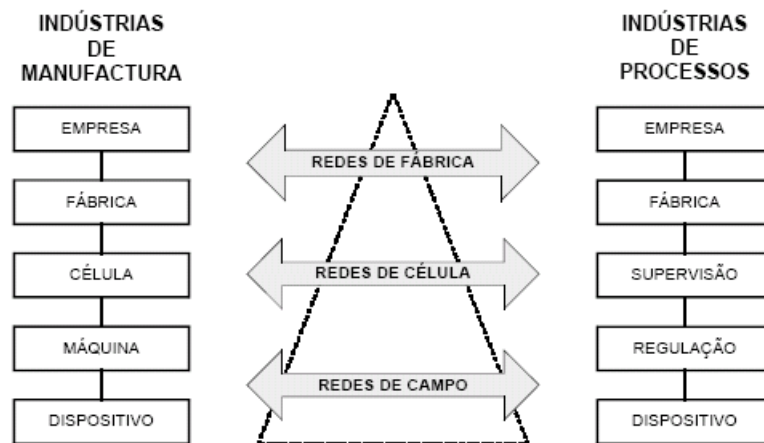 INDÚSTRIAS
DE
MANUFACTURA
EMPRESA
FÁBRICA
CÉLULA
MÁQUINA
DISPOSITIVO
REDES DE FÁBRICA
REDES DE CÉLULA
REDES DE CAMPO
INDÚSTRIAS
DE
PROCESSOS
EMPRESA
FÁBRICA
SUPERVISÃO
REGULAÇÃO
DISPOSITIVO